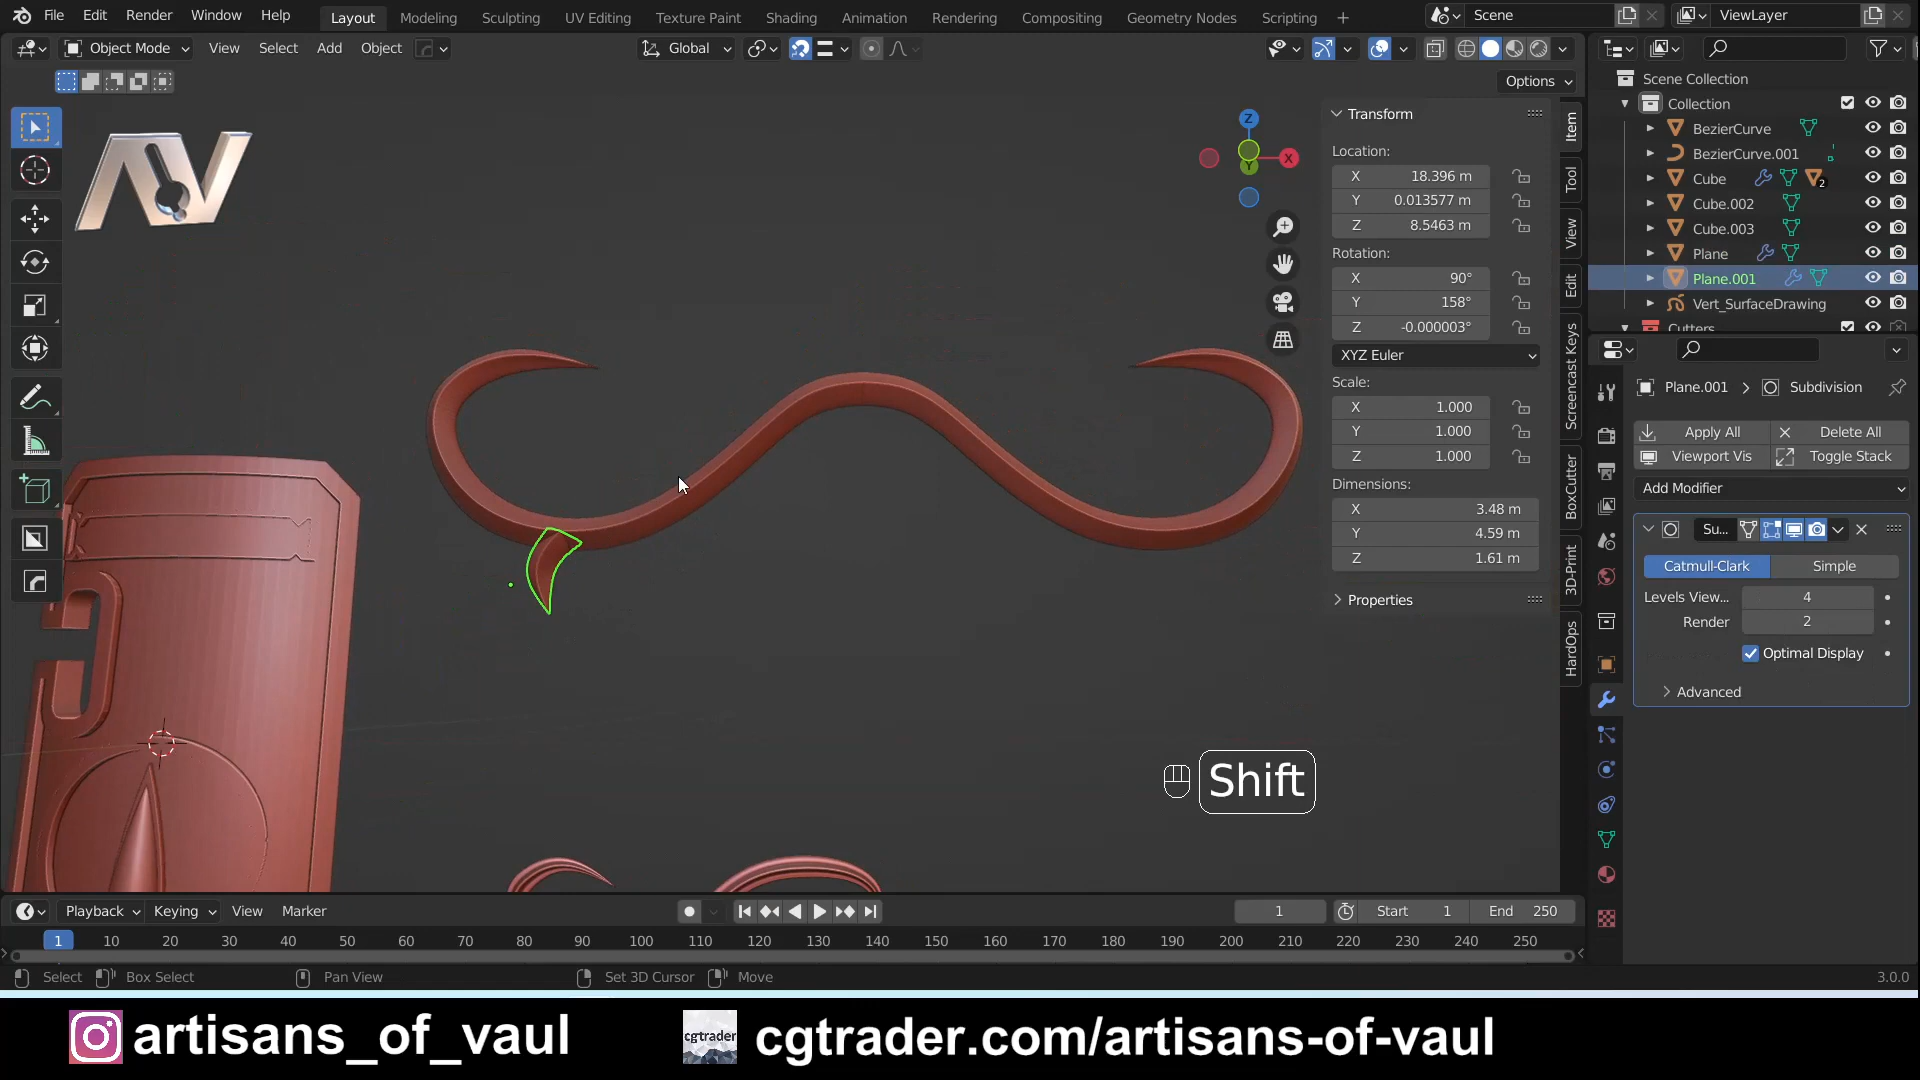 File Edit Render Window Help Layout Modeling Sculpting UV Editing Texture Paint Shading Animation Rendering Compositing Geometry Nodes Scripting + Scene ViewLayer
Object Mode View Select Add Object Global
Options
AV
Transform
Location:
X 18.396 m
Y 0.013577 m
Z 8.5463 m
Rotation:
X 90°
Y 158°
Z -0.000003°
XYZ Euler
Scale:
X 1.000
Y 1.000
Z 1.000
Dimensions:
X 3.48 m
Y 4.59 m
Z 1.61 m
Properties
Z
X
Y
Item
Tool
View
Edit
Screencast Keys
BoxCutter
3D-Print
HardOps
Scene Collection
Collection
BezierCurve
BezierCurve.001
Cube 2
Cube.002
Cube.003
Plane
Plane.001
Vert_SurfaceDrawing
Cutters
Plane.001 > Subdivision
Apply All Delete All
Viewport Vis Toggle Stack
Add Modifier
Su...
Catmull-Clark Simple
Levels View... 4
Render 2
Optimal Display
Advanced
Shift
Playback Keying View Marker 1 Start 1 End 250
1 10 20 30 40 50 60 70 80 90 100 110 120 130 140 150 160 170 180 190 200 210 220 230 240 250
Select Box Select Pan View Set 3D Cursor Move 3.0.0
artisans_of_vaul cgtrader cgtrader.com/artisans-of-vaul